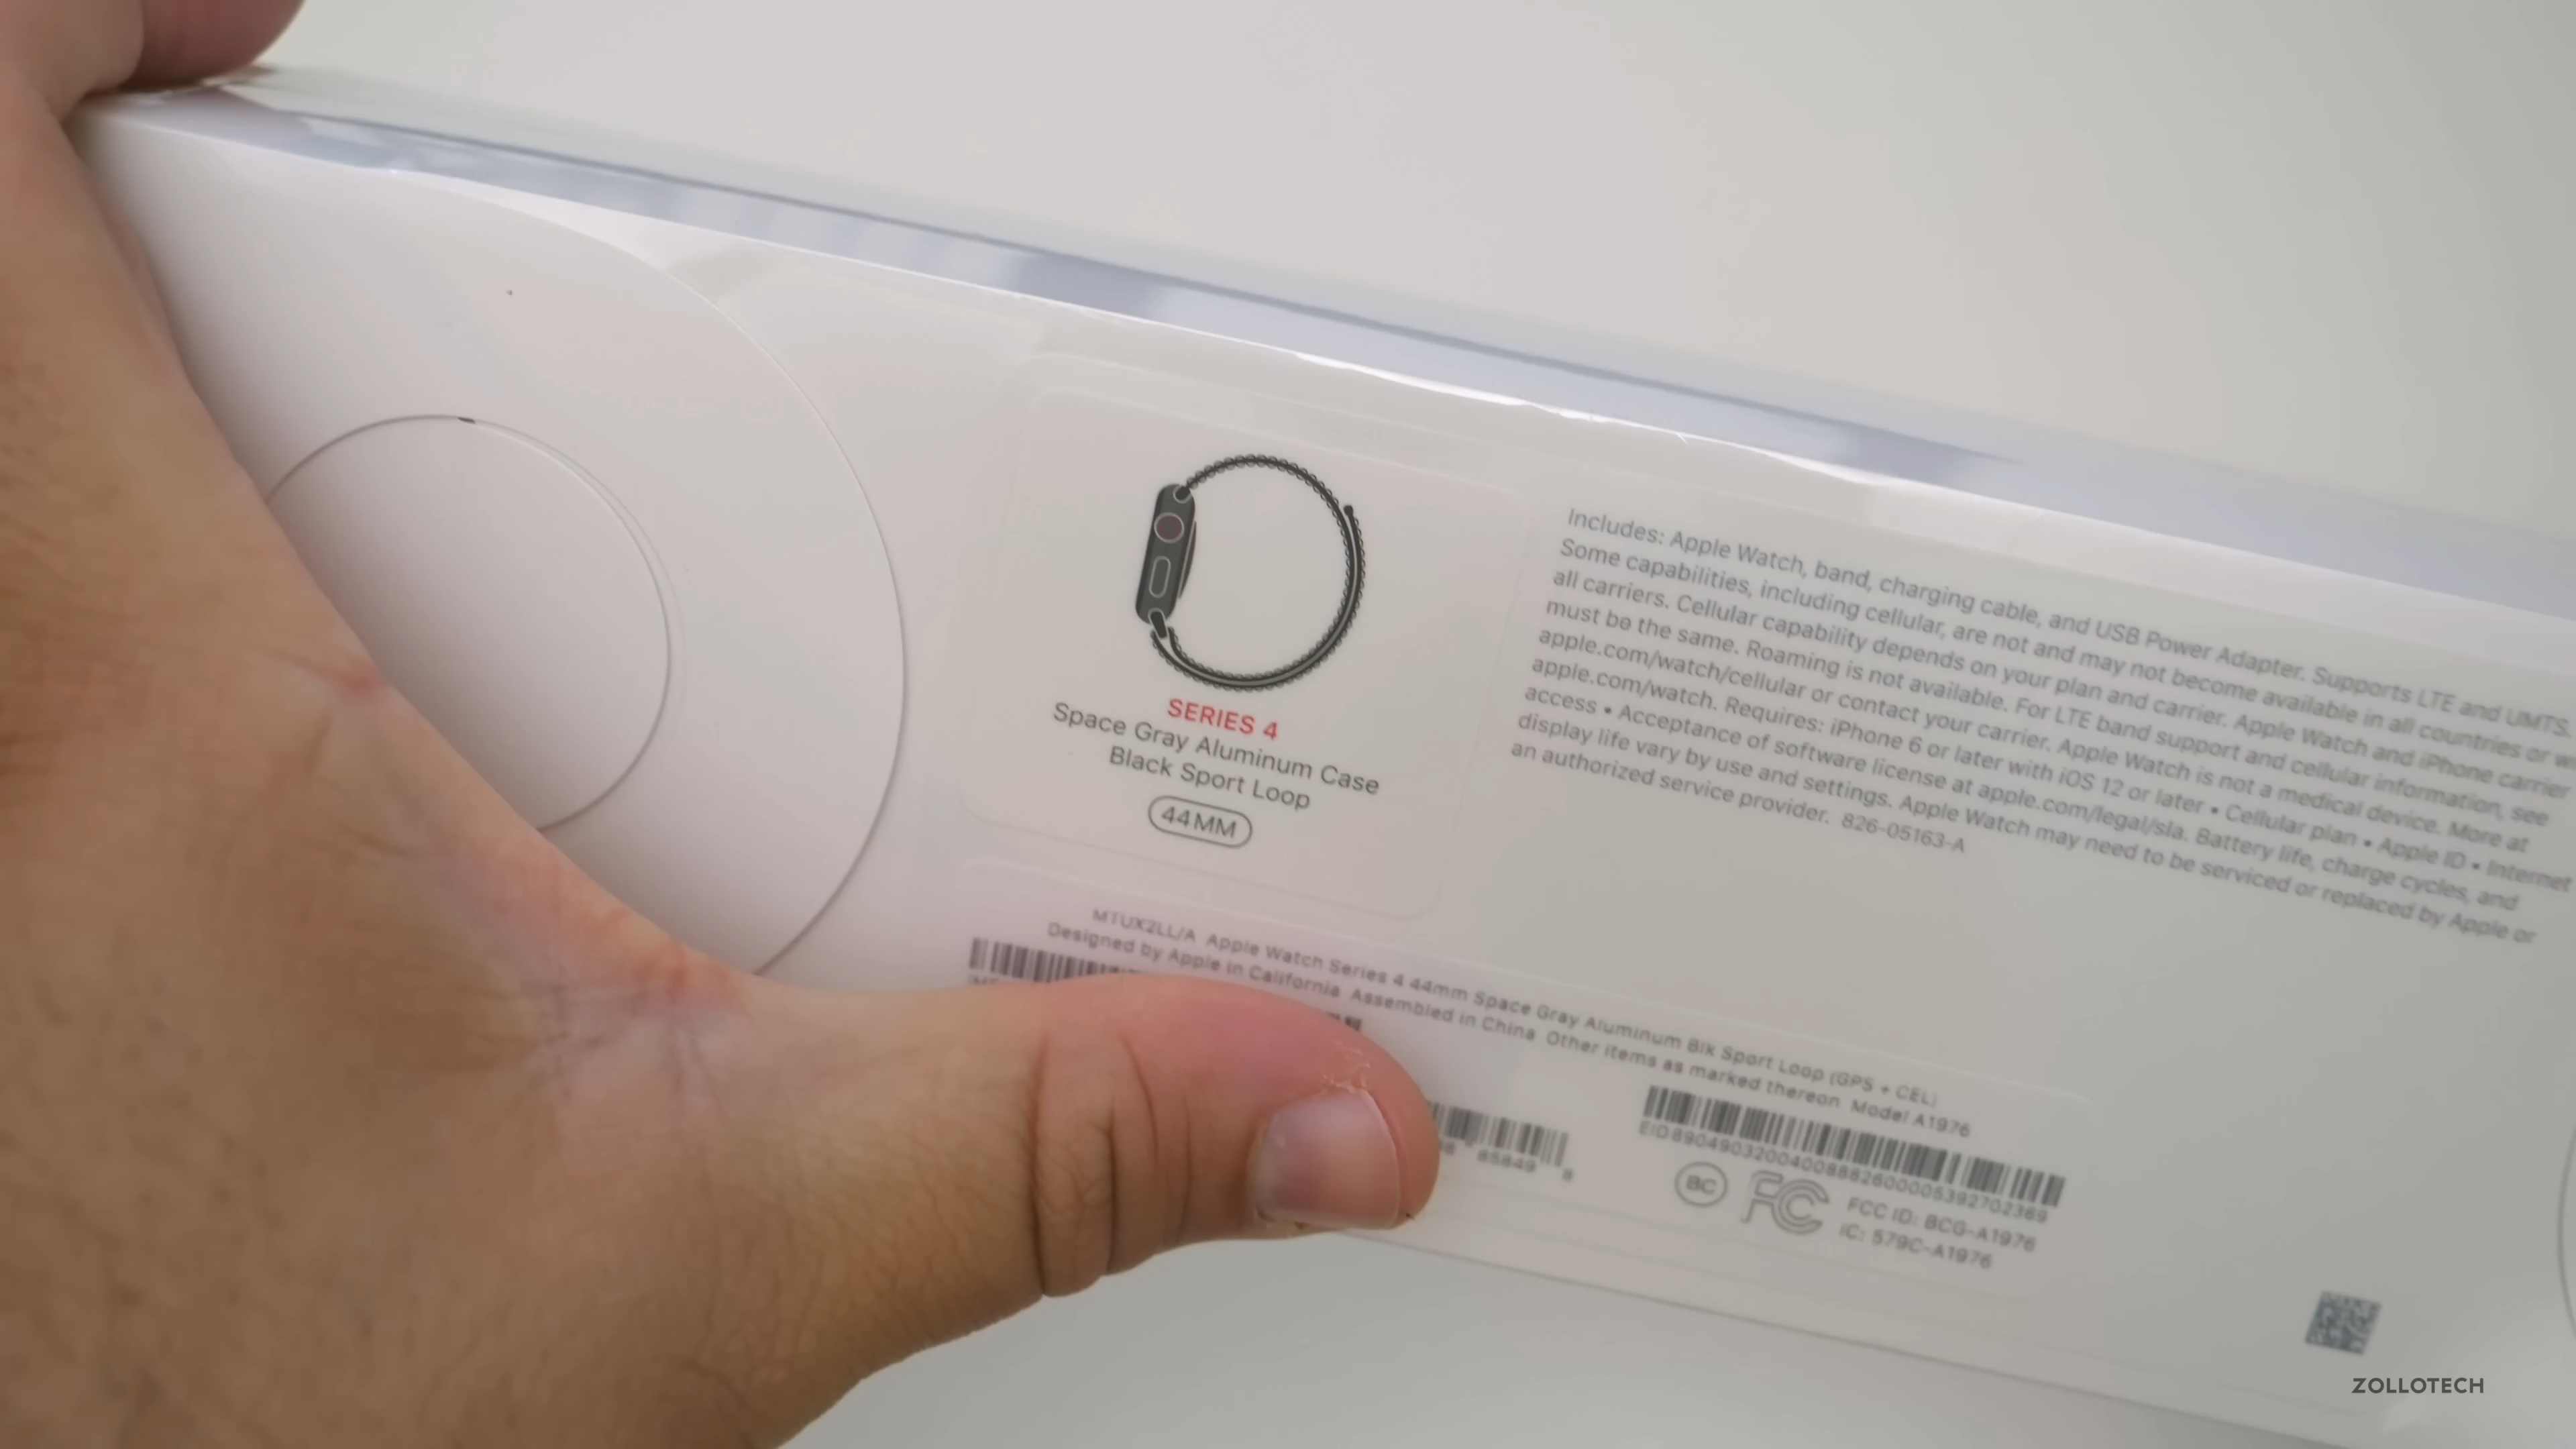 SERIES 4
Space Gray Aluminum Case
Black Sport Loop
44MM
Includes: Apple Watch, band, charging cable, and USB Power Adapter. Supports LTE and UMTS.
Some capabilities, including cellular, are not and may not become available in all countries or
all carriers. Cellular capability depends on your plan and carrier. Apple Watch and iPhone carrier
must be the same. Roaming is not available. For LTE band support and cellular information, see
apple.com/watch/cellular or contact your carrier. Apple Watch is not a medical device. More at
apple.com/watch. Requires: iPhone 6 or later with iOS 12 or later • Cellular plan • Apple ID • Internet
access • Acceptance of software license at apple.com/legal/sla. Battery life, charge cycles, and
display life vary by use and settings. Apple Watch may need to be serviced or replaced by Apple or
an authorized service provider. 826-05163-A
MTUX2LL/A Apple Watch Series 4 44mm Space Gray Aluminum Blk Sport Loop (GPS + CEL)
Designed by Apple in California Assembled in China Other items as marked thereon Model A1976
85849 8
EID 89049032004008882600005392702369
BC FC
FCC ID: BCG-A1976
IC: 579C-A1976
ZOLLOTECH